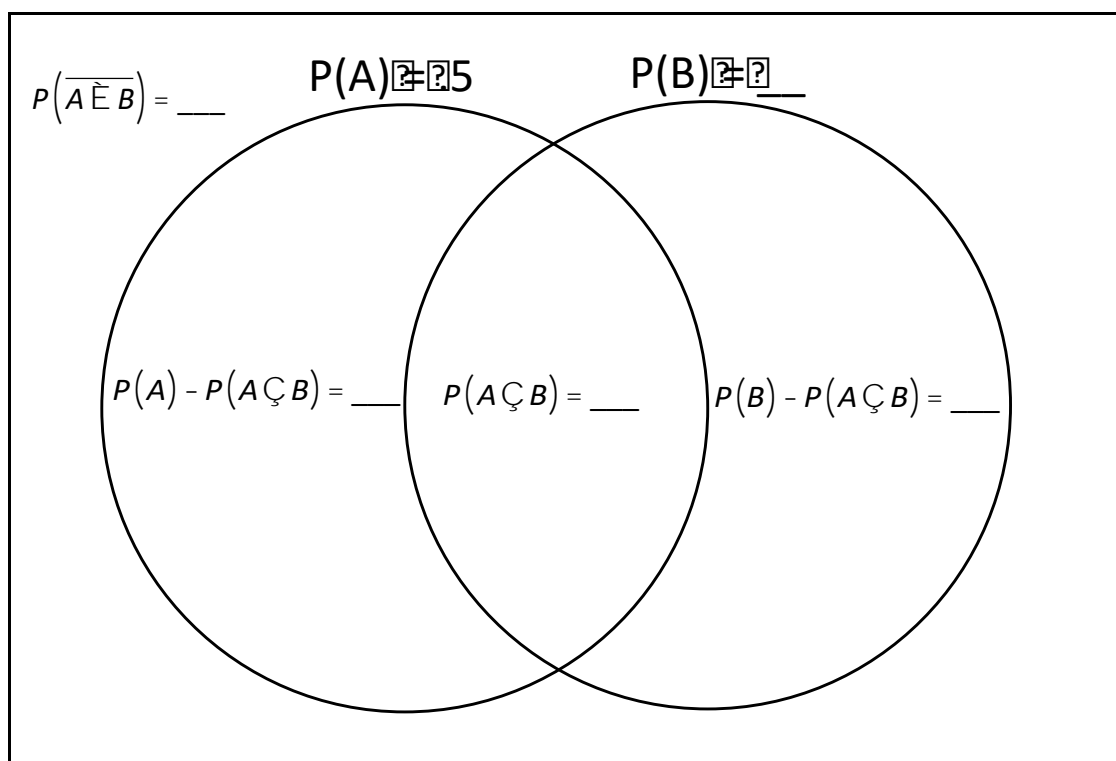 P(A)⍰=⍰.5
P(B)⍰=⍰__
P(A È B) = ___
P(A) – P(A Ç B) = ___
P(A Ç B) = ___
P(B) – P(A Ç B) = ___